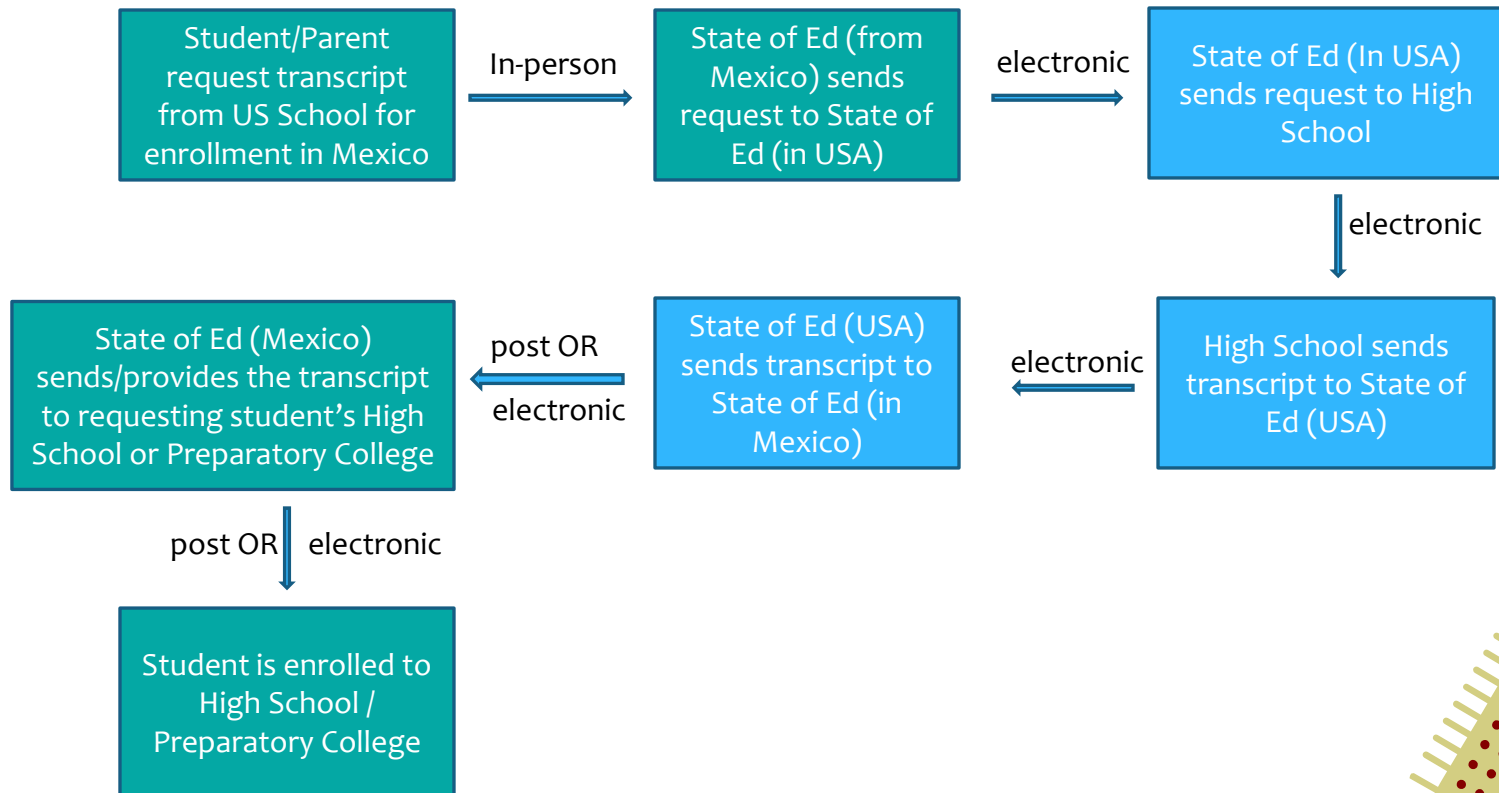 Student/Parent
request transcript
from US School for
enrollment in Mexico
In-person
State of Ed (from
Mexico) sends
request to State of
Ed (in USA)
electronic
State of Ed (In USA)
sends request to High
School
electronic
High School sends
transcript to State of
Ed (USA)
electronic
State of Ed (USA)
sends transcript to
State of Ed (in
Mexico)
post OR
electronic
State of Ed (Mexico)
sends/provides the transcript
to requesting student’s High
School or Preparatory College
post OR electronic
Student is enrolled to
High School /
Preparatory College